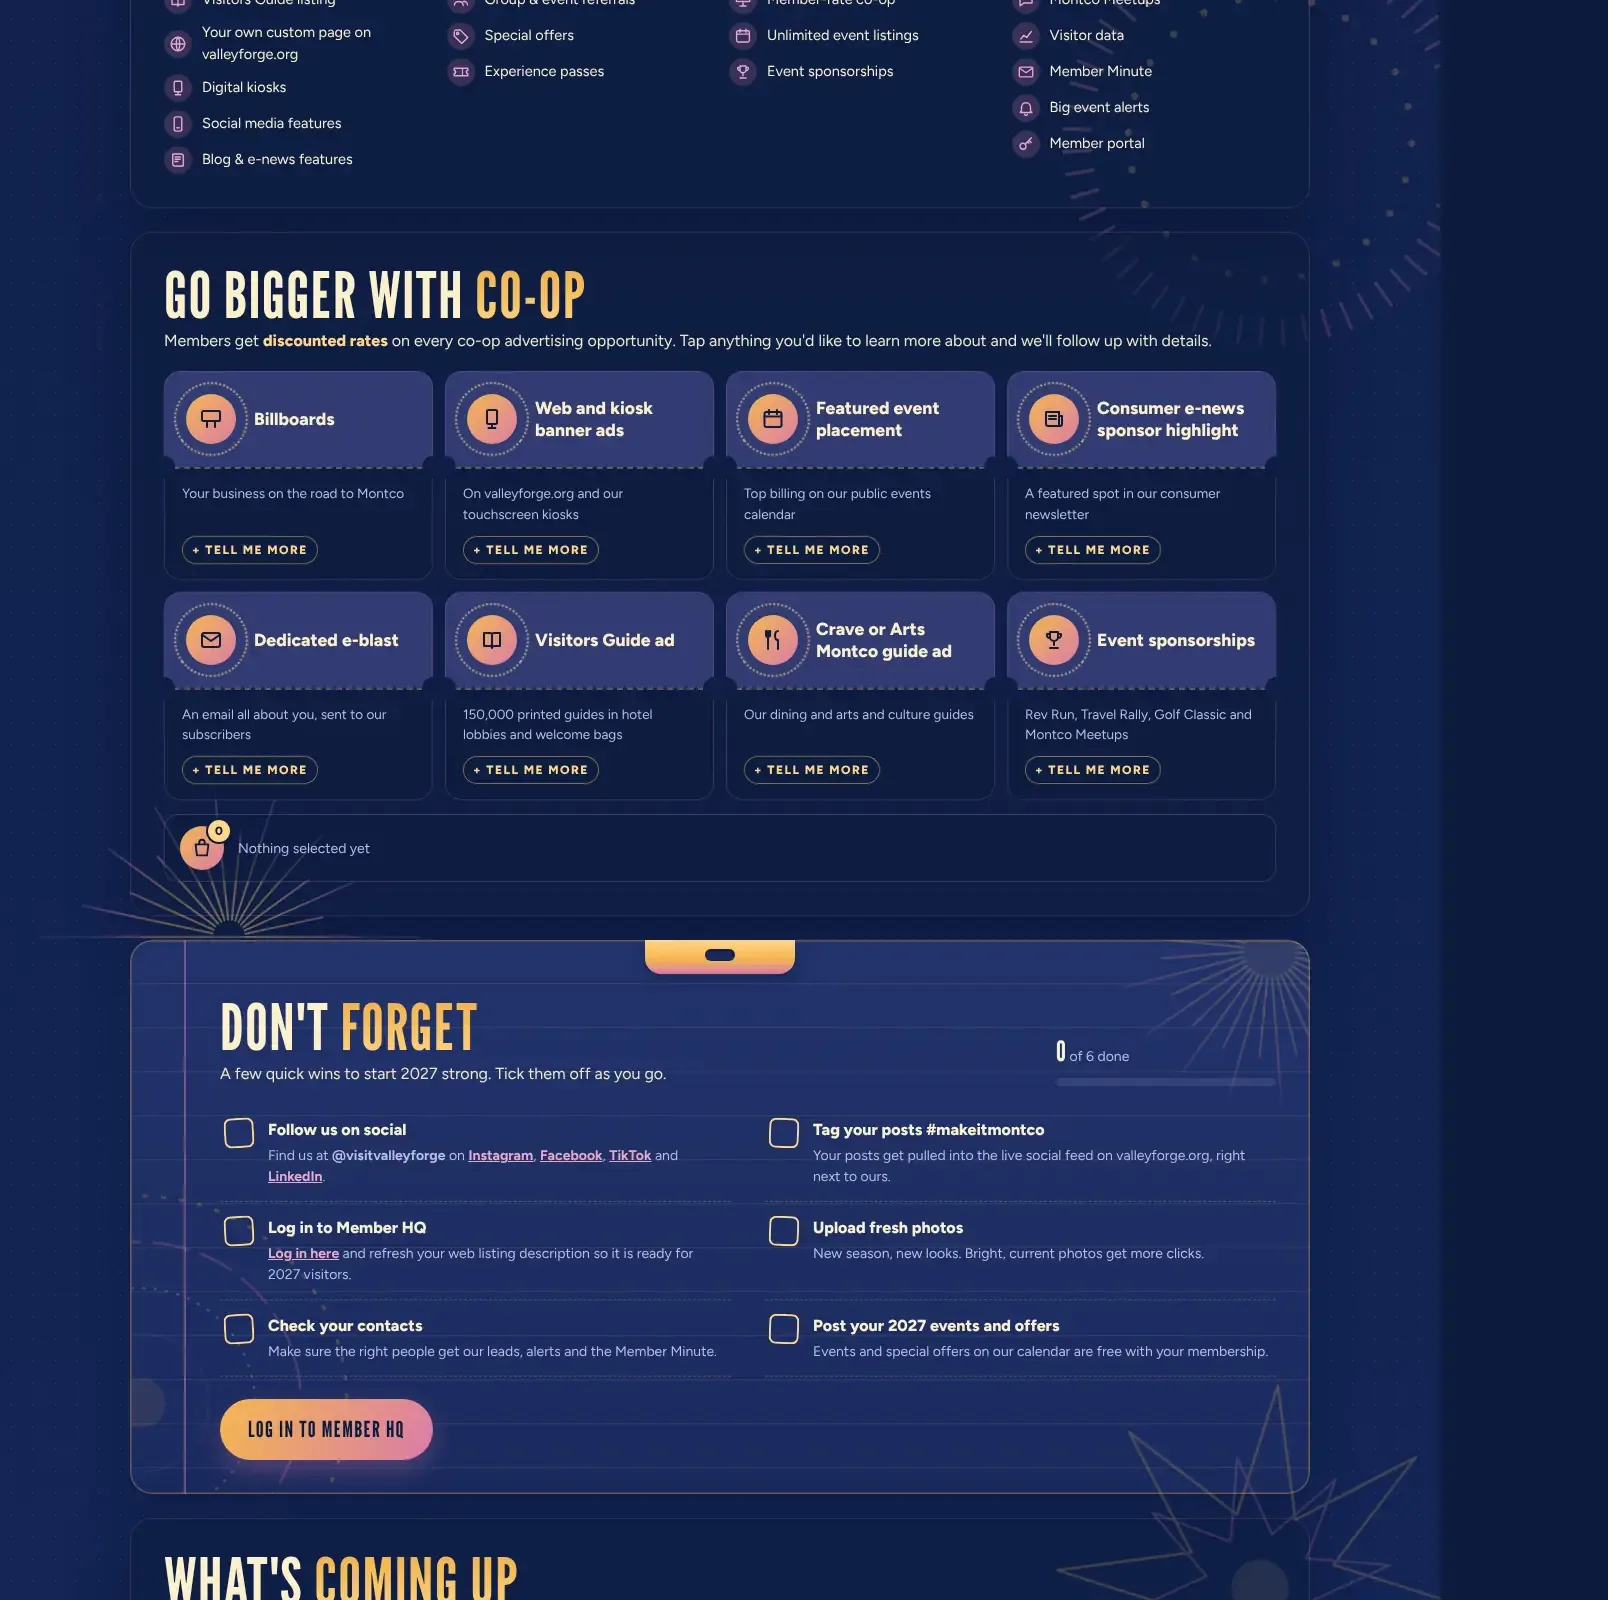 Visitors Guide listing
Your own custom page on
valleyforge.org
Digital kiosks
Social media features
Blog & e-news features
Group & event referrals
Special offers
Experience passes
Member-rate co-op
Unlimited event listings
Event sponsorships
Montco Meetups
Visitor data
Member Minute
Big event alerts
Member portal
GO BIGGER WITH CO-OP
Members get discounted rates on every co-op advertising opportunity. Tap anything you'd like to learn more about and we'll follow up with details.
Billboards
Your business on the road to Montco
+ TELL ME MORE
Web and kiosk
banner ads
On valleyforge.org and our
touchscreen kiosks
+ TELL ME MORE
Featured event
placement
Top billing on our public events
calendar
+ TELL ME MORE
Consumer e-news
sponsor highlight
A featured spot in our consumer
newsletter
+ TELL ME MORE
Dedicated e-blast
An email all about you, sent to our
subscribers
+ TELL ME MORE
Visitors Guide ad
150,000 printed guides in hotel
lobbies and welcome bags
+ TELL ME MORE
Crave or Arts
Montco guide ad
Our dining and arts and culture guides
+ TELL ME MORE
Event sponsorships
Rev Run, Travel Rally, Golf Classic and
Montco Meetups
+ TELL ME MORE
0
Nothing selected yet
DON'T FORGET
A few quick wins to start 2027 strong. Tick them off as you go.
0 of 6 done
Follow us on social
Find us at @visitvalleyforge on Instagram, Facebook, TikTok and
LinkedIn.
Tag your posts #makeitmontco
Your posts get pulled into the live social feed on valleyforge.org, right
next to ours.
Log in to Member HQ
Log in here and refresh your web listing description so it is ready for
2027 visitors.
Upload fresh photos
New season, new looks. Bright, current photos get more clicks.
Check your contacts
Make sure the right people get our leads, alerts and the Member Minute.
Post your 2027 events and offers
Events and special offers on our calendar are free with your membership.
LOG IN TO MEMBER HQ
WHAT'S COMING UP